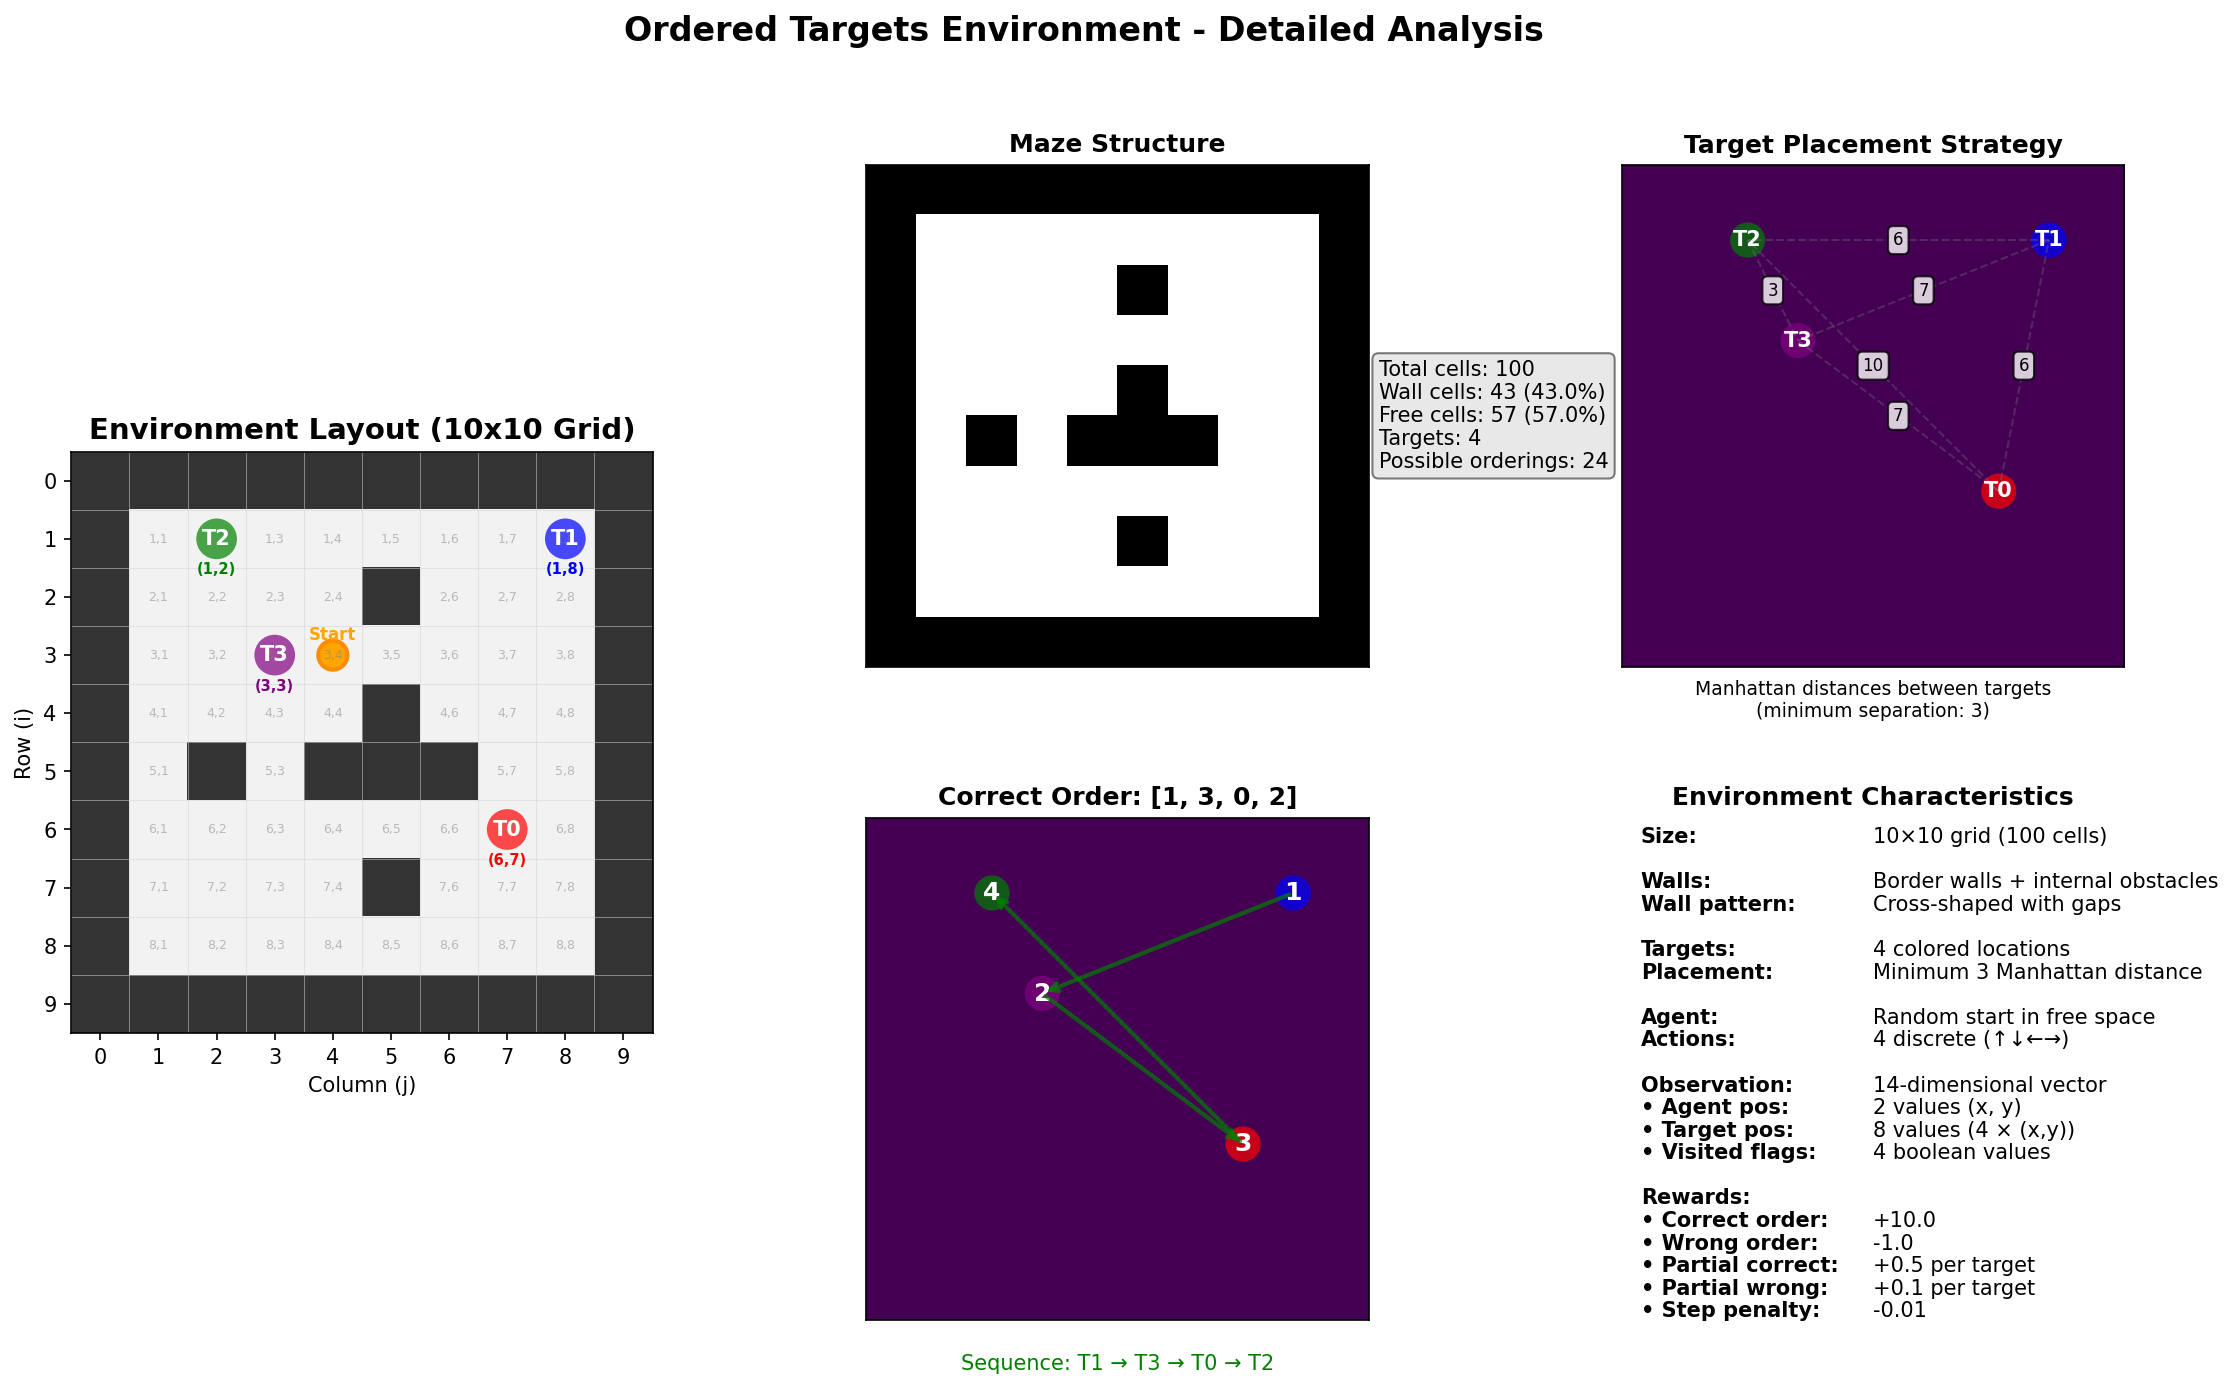 Ordered Targets Environment - Detailed Analysis
Environment Layout (10x10 Grid)
0
1
2
3
4
5
6
7
8
9
Row (i)
1,1
T2
1,3
1,4
1,5
1,6
1,7
T1
(1,2)
(1,8)
2,1
2,2
2,3
2,4
2,6
2,7
2,8
Start
3,1
3,2
T3
3,4
3,5
3,6
3,7
3,8
(3,3)
4,1
4,2
4,3
4,4
4,6
4,7
4,8
5,1
5,3
5,7
5,8
6,1
6,2
6,3
6,4
6,5
6,6
T0
6,8
(6,7)
7,1
7,2
7,3
7,4
7,6
7,7
7,8
8,1
8,2
8,3
8,4
8,5
8,6
8,7
8,8
0
1
2
3
4
5
6
7
8
9
Column (j)
Maze Structure
Total cells: 100
Wall cells: 43 (43.0%)
Free cells: 57 (57.0%)
Targets: 4
Possible orderings: 24
Target Placement Strategy
T2
6
T1
3
7
T3
10
6
7
T0
Manhattan distances between targets
(minimum separation: 3)
Correct Order: [1, 3, 0, 2]
4
1
2
3
Sequence: T1 → T3 → T0 → T2
Environment Characteristics
Size: 10×10 grid (100 cells)
Walls: Border walls + internal obstacles
Wall pattern: Cross-shaped with gaps
Targets: 4 colored locations
Placement: Minimum 3 Manhattan distance
Agent: Random start in free space
Actions: 4 discrete (↑↓←→)
Observation: 14-dimensional vector
• Agent pos: 2 values (x, y)
• Target pos: 8 values (4 × (x,y))
• Visited flags: 4 boolean values
Rewards:
• Correct order: +10.0
• Wrong order: -1.0
• Partial correct: +0.5 per target
• Partial wrong: +0.1 per target
• Step penalty: -0.01